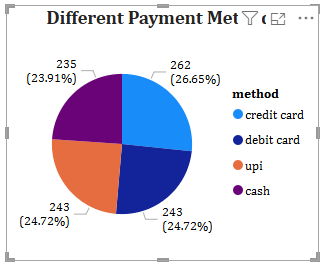 Different Payment Met
235
(23.91%)
262
(26.65%)
method
credit card
debit card
upi
cash
243
(24.72%)
243
(24.72%)